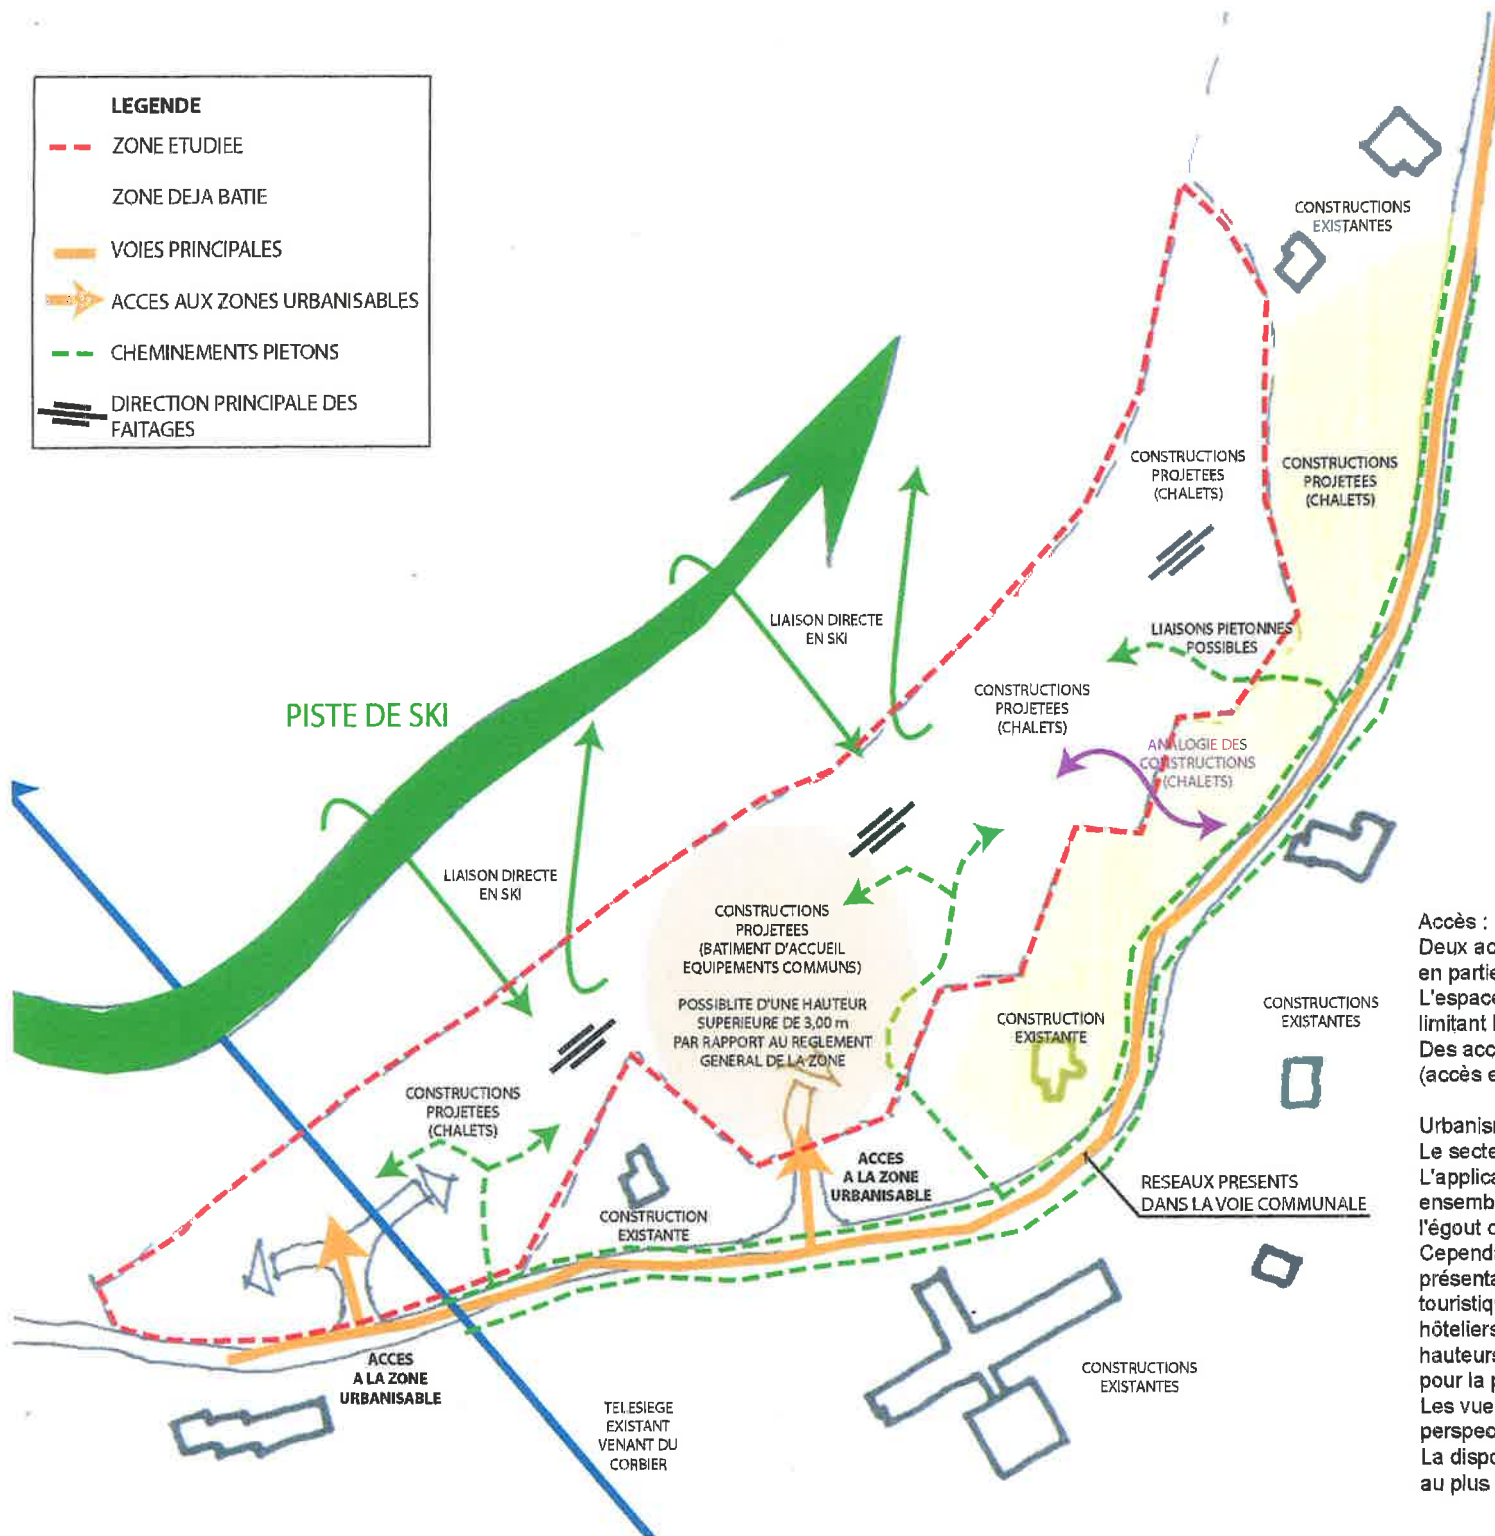 LEGENDE
ZONE ETUDIEE
ZONE DEJA BATIE
VOIES PRINCIPALES
ACCES AUX ZONES URBANISABLES
CHEMINEMENTS PIETONS
DIRECTION PRINCIPALE DES
FAITAGES
CONSTRUCTIONS
EXISTANTES
CONSTRUCTIONS
PROJETEES
(CHALETS)
CONSTRUCTIONS
PROJETEES
(CHALETS)
LIAISON DIRECTE
EN SKI
LIAISONS PIETONNES
POSSIBLES
PISTE DE SKI
CONSTRUCTIONS
PROJETEES
(CHALETS)
ANALOGIE DES
CONSTRUCTIONS
(CHALETS)
LIAISON DIRECTE
EN SKI
CONSTRUCTIONS
PROJETEES
(BATIMENT D'ACCUEIL
EQUIPEMENTS COMMUNS)
POSSIBLITE D'UNE HAUTEUR
SUPERIEURE DE 3,00 m
PAR RAPPORT AU REGLEMENT
GENERAL DE LA ZONE
CONSTRUCTION
EXISTANTE
CONSTRUCTIONS
EXISTANTES
CONSTRUCTIONS
PROJETEES
(CHALETS)
ACCES
A LA ZONE
URBANISABLE
CONSTRUCTION
EXISTANTE
RESEAUX PRESENTS
DANS LA VOIE COMMUNALE
ACCES
A LA ZONE
URBANISABLE
TELESIEGE
EXISTANT
VENANT DU
CORBIER
CONSTRUCTIONS
EXISTANTES
Accès :
Deux ac
en partie
L'espace
limitant l
Des acc
(accès e
Urbanisn
Le secte
L'applica
ensemb
l'égout d
Cepend
présenta
touristiqu
hôteliers
hauteurs
pour la p
Les vue
perspec
La dispo
au plus